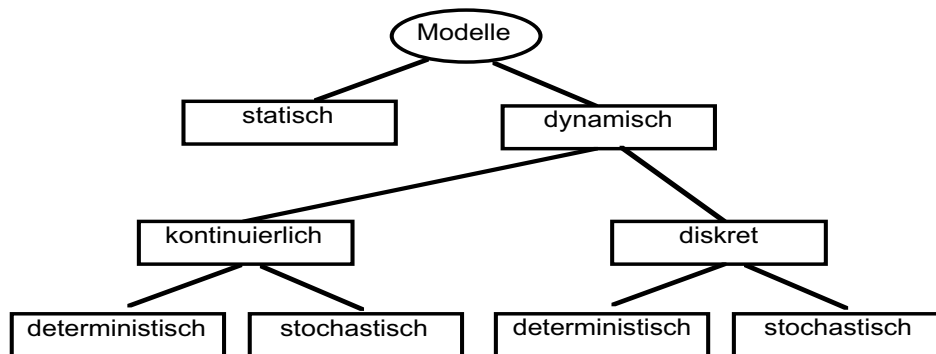 Modelle
statisch
dynamisch
kontinuierlich
diskret
deterministisch
stochastisch
deterministisch
stochastisch